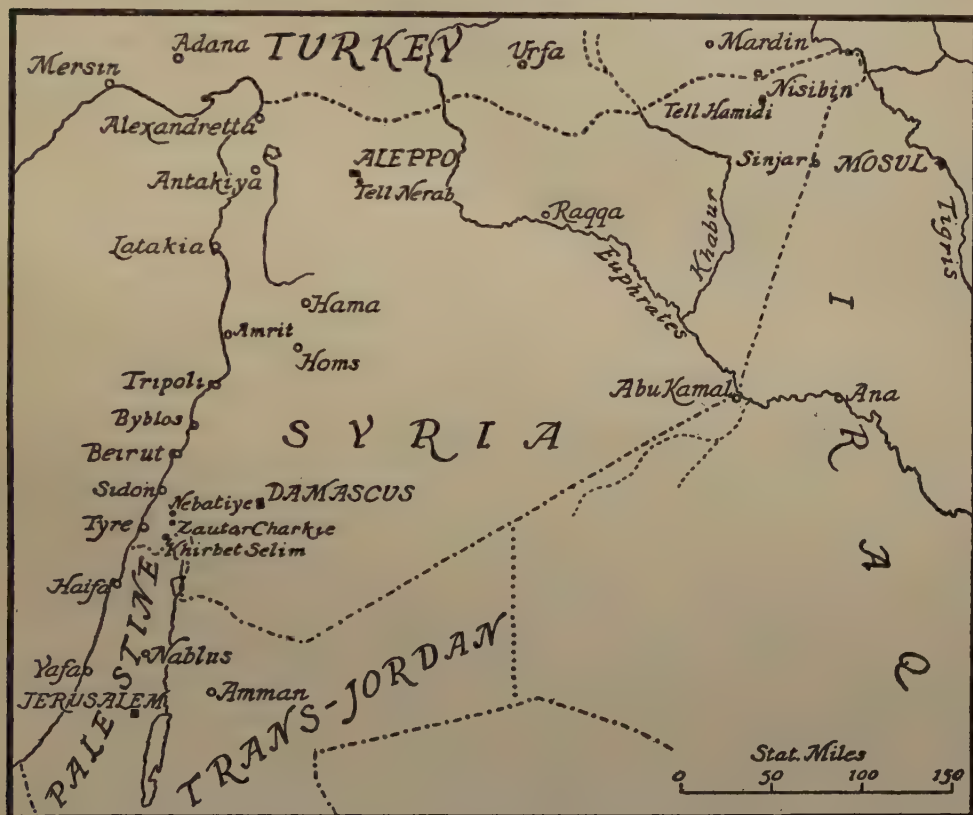 Adana
TURKEY
Urfa
Mardin
Mersin
Nisibin
Tell Hamidi
Alexandretta
ALEPPO
Sinjar
MOSUL
Antakiya
Tell Nerab
Raqqa
Khabur
Tigris
Latakia
Euphrates
Hama
I
Amrit
Homs
Tripoli
Abu Kamal
Ana
Byblos
SYRIA
R
Beirut
Sidon
Nebatiye
DAMASCUS
Tyre
Zautar Charkie
Khirbet Selim
A
Haifa
PALESTINE
Nablus
TRANS-JORDAN
Yafa
Q
JERUSALEM
Amman
Stat. Miles
0 50 100 150